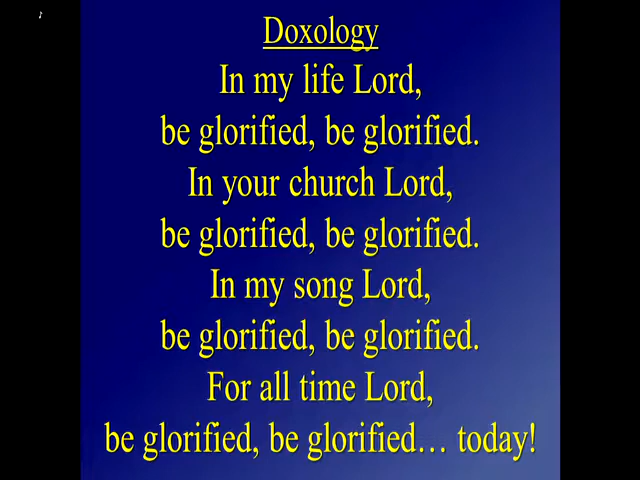 Doxology
In my life Lord,
be glorified, be glorified.
In your church Lord,
be glorified, be glorified.
In my song Lord,
be glorified, be glorified.
For all time Lord,
be glorified, be glorified… today!